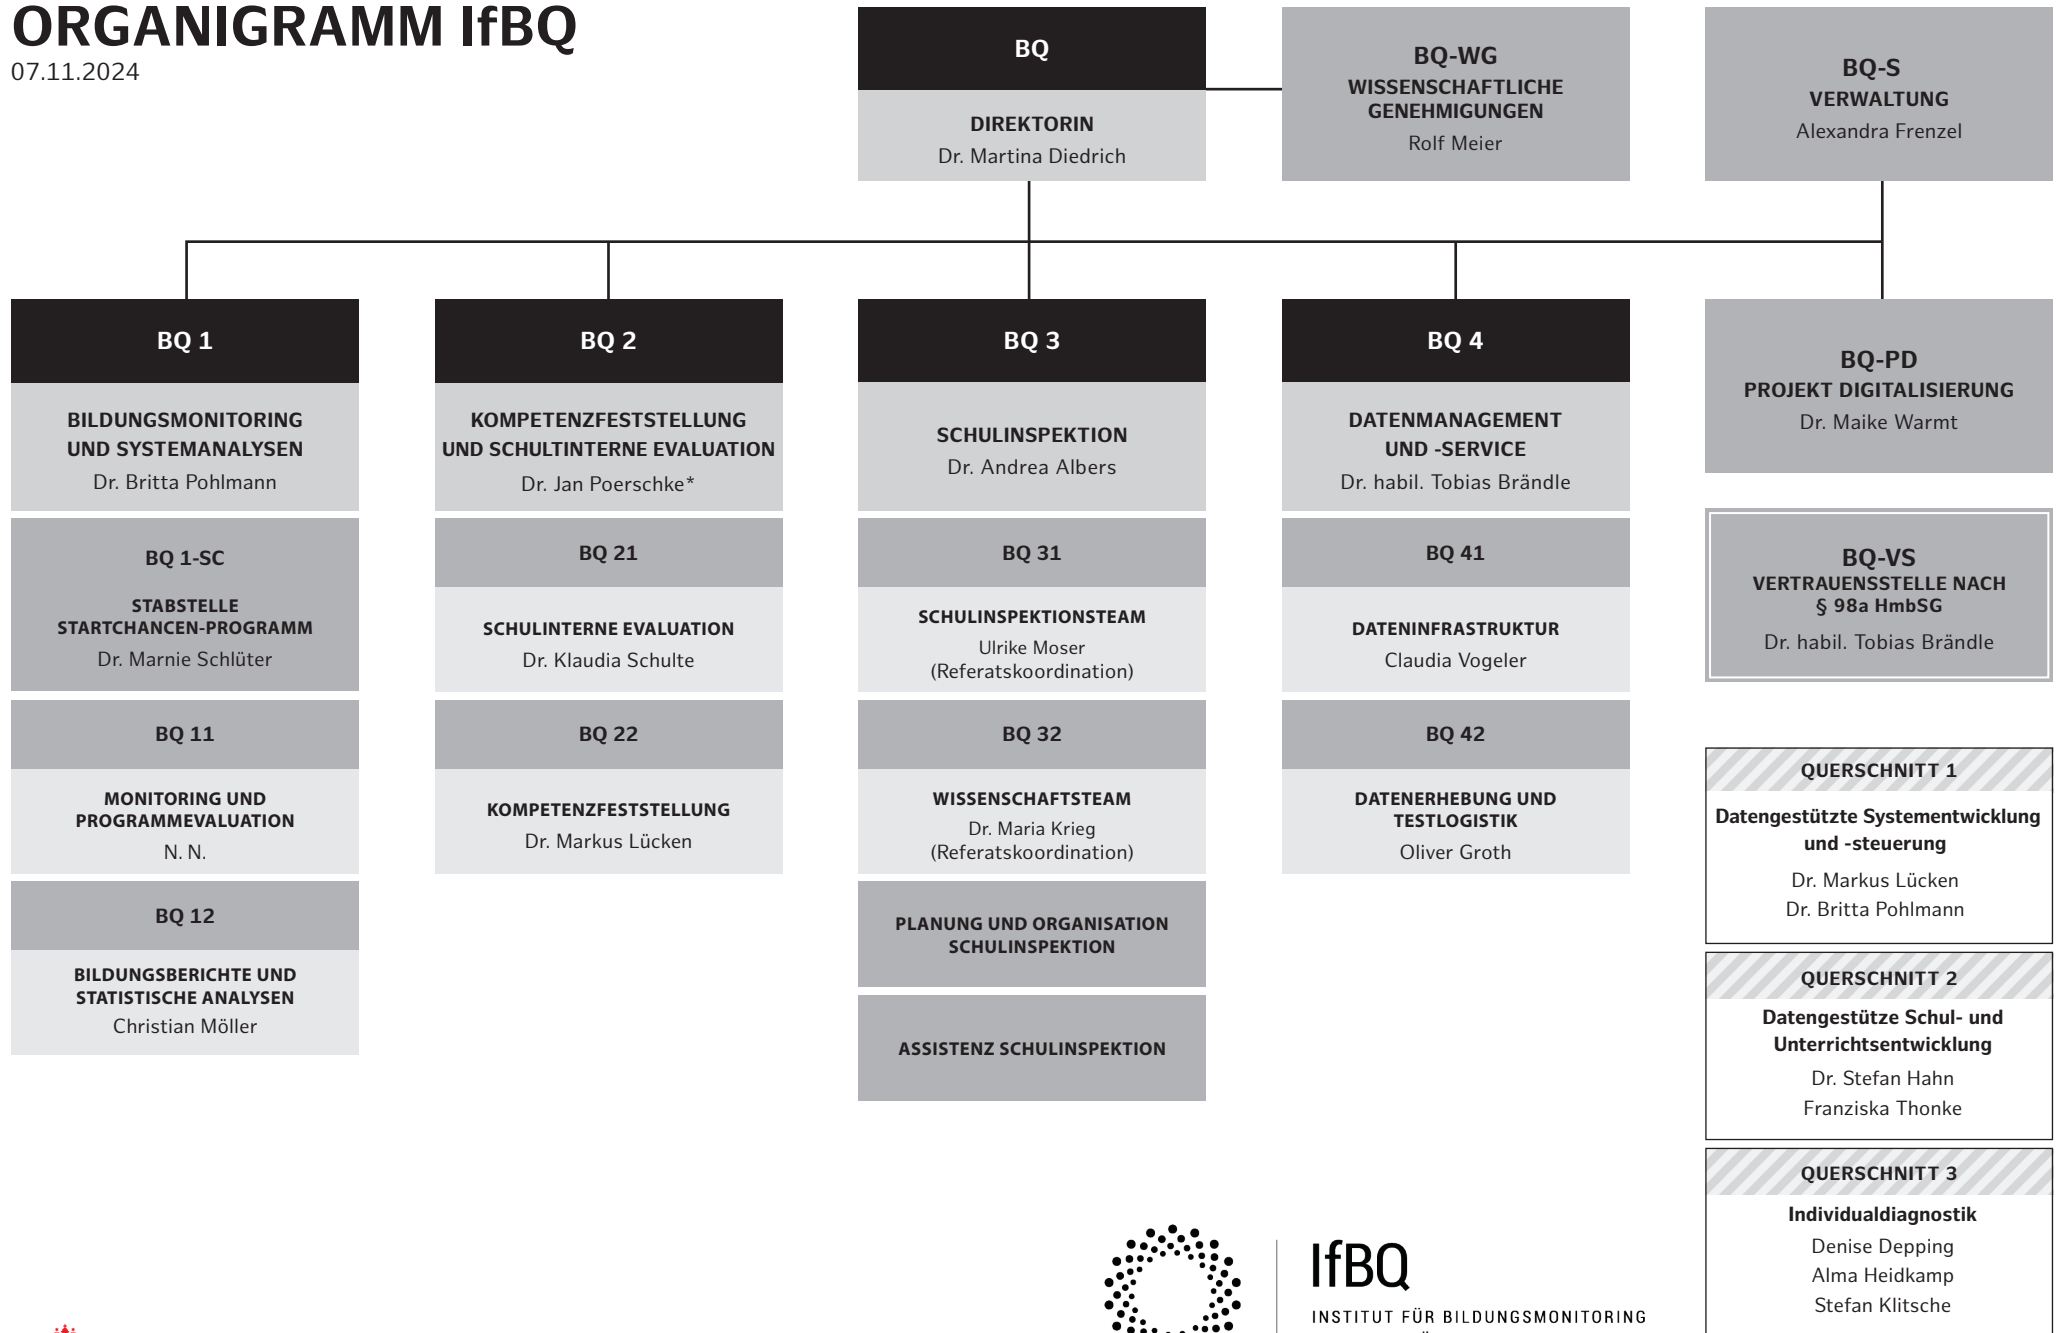 ORGANIGRAMM IfBQ
07.11.2024
BQ
DIREKTORIN
Dr. Martina Diedrich
BQ-WG
WISSENSCHAFTLICHE
GENEHMIGUNGEN
Rolf Meier
BQ-S
VERWALTUNG
Alexandra Frenzel
BQ 1
BILDUNGSMONITORING
UND SYSTEMANALYSEN
Dr. Britta Pohlmann
BQ 1-SC
STABSTELLE
STARTCHANCEN-PROGRAMM
Dr. Marnie Schlüter
BQ 11
MONITORING UND
PROGRAMMEVALUATION
N. N.
BQ 12
BILDUNGSBERICHTE UND
STATISTISCHE ANALYSEN
Christian Möller
BQ 2
KOMPETENZFESTSTELLUNG
UND SCHULTINTERNE EVALUATION
Dr. Jan Poerschke*
BQ 21
SCHULINTERNE EVALUATION
Dr. Klaudia Schulte
BQ 22
KOMPETENZFESTSTELLUNG
Dr. Markus Lücken
BQ 3
SCHULINSPEKTION
Dr. Andrea Albers
BQ 31
SCHULINSPEKTIONSTEAM
Ulrike Moser
(Referatskoordination)
BQ 32
WISSENSCHAFTSTEAM
Dr. Maria Krieg
(Referatskoordination)
PLANUNG UND ORGANISATION
SCHULINSPEKTION
ASSISTENZ SCHULINSPEKTION
BQ 4
DATENMANAGEMENT
UND -SERVICE
Dr. habil. Tobias Brändle
BQ 41
DATENINFRASTRUKTUR
Claudia Vogeler
BQ 42
DATENERHEBUNG UND
TESTLOGISTIK
Oliver Groth
BQ-PD
PROJEKT DIGITALISIERUNG
Dr. Maike Warmt
BQ-VS
VERTRAUENSSTELLE NACH
§ 98a HmbSG
Dr. habil. Tobias Brändle
QUERSCHNITT 1
Datengestützte Systementwicklung
und -steuerung
Dr. Markus Lücken
Dr. Britta Pohlmann
QUERSCHNITT 2
Datengestütze Schul- und
Unterrichtsentwicklung
Dr. Stefan Hahn
Franziska Thonke
QUERSCHNITT 3
Individualdiagnostik
Denise Depping
Alma Heidkamp
Stefan Klitsche
IfBQ
INSTITUT FÜR BILDUNGSMONITORING